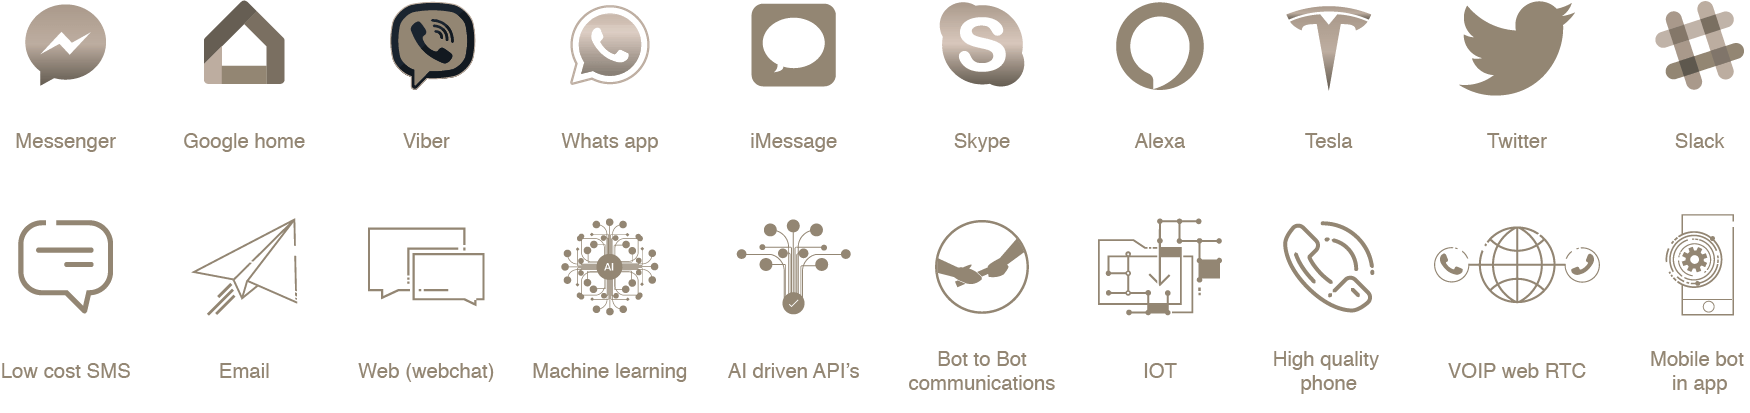 Messenger
Google home
Viber
Whats app
iMessage
Skype
Alexa
Tesla
Twitter
Slack
AI
Low cost SMS
Email
Web (webchat)
Machine learning
AI driven API's
Bot to Bot
communications
IOT
High quality
phone
VOIP web RTC
Mobile bot
in app